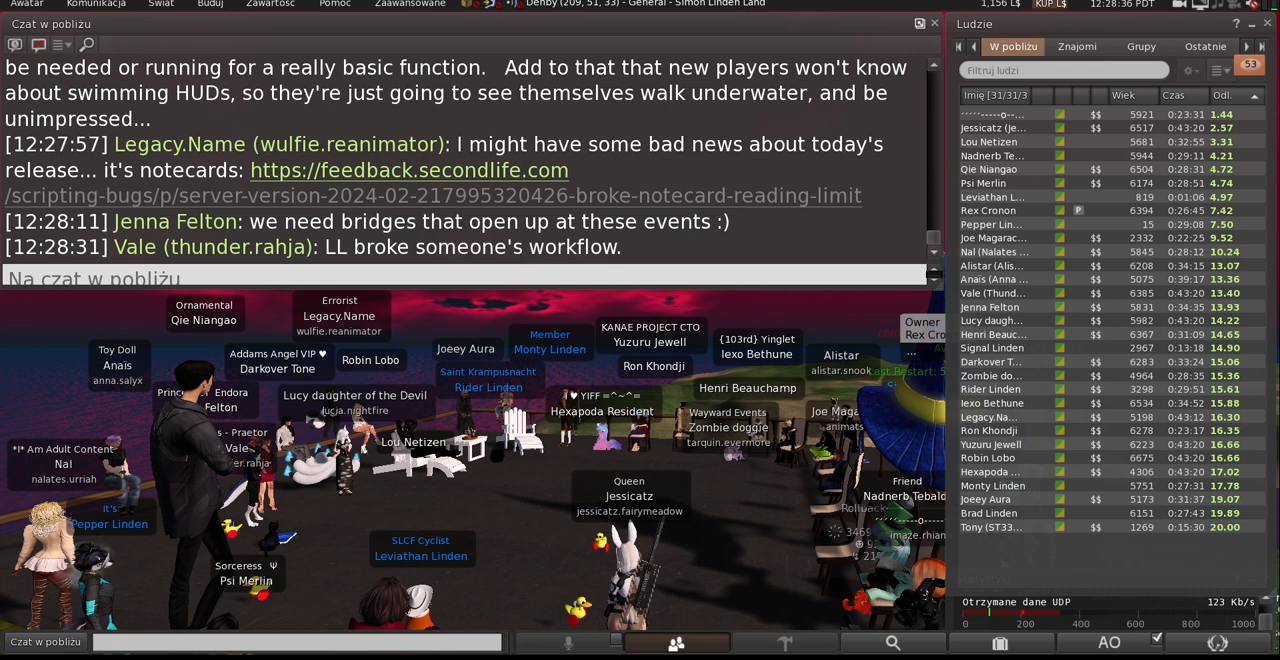 Awatar Komunikacja Świat Buduj Zawartość Pomoc Zaawansowane Denby (209, 51, 33) - General - Simon Linden Land 1,156 L$ KUP L$ 12:28:36 PDT
Czat w pobliżu
be needed or running for a really basic function. Add to that that new players won't know
about swimming HUDs, so they're just going to see themselves walk underwater, and be
unimpressed...
[12:27:57] Legacy.Name (wulfie.reanimator): I might have some bad news about today's
release... it's notecards: https://feedback.secondlife.com
/scripting-bugs/p/server-version-2024-02-217995320426-broke-notecard-reading-limit
[12:28:11] Jenna Felton: we need bridges that open up at these events :)
[12:28:31] Vale (thunder.rahja): LL broke someone's workflow.
Na czat w pobliżu
Ornamental
Qie Niangao
Errorist
Legacy.Name
wulfie.reanimator
Toy Doll
Anaïs
anna.salyx
Addams Angel VIP ♥
Darkover Tone
Robin Lobo
Joeey Aura
Member
Monty Linden
KANAE PROJECT CTO
Yuzuru Jewell
Ron Khondji
{103rd} Yinglet
Iexo Bethune
Alistar
alistar.snook
Owner
Rex Cro
...
Last Restart: 5
Saint Krampusnacht
Rider Linden
Endora
Felton
Lucy daughter of the Devil
lucja.nightfire
♥ YIFF =^~^=
Hexapoda Resident
Henri Beauchamp
Wayward Events
Zombie doggie
tarquin.evermore
Joe Maga
animats
s - Praetor
Vale
er.rahja
Lou Netizen
*!* Am Adult Content
Nal
nalates.urriah
Queen
Jessicatz
jessicatz.fairymeadow
Friend
Nadnerb Tebald
Rollback
imaze.rhian
It's
Pepper Linden
SLCF Cyclist
Leviathan Linden
Sorceress Ψ
Psi Merlin
Czat w pobliżu
Ludzie
W pobliżu Znajomi Grupy Ostatnie
Filtruj ludzi
53
Imię [31/31/3 Wiek Czas Odl.
´´´´´-----o--... 5921 0:23:31 1.44
Jessicatz (Je... $$ 6517 0:43:20 2.57
Lou Netizen 5681 0:32:55 3.31
Nadnerb Te... 5944 0:29:11 4.21
Qie Niangao $$ 6504 0:28:31 4.72
Psi Merlin $$ 6174 0:28:51 4.74
Leviathan L... 819 0:01:06 4.97
Rex Cronon P 6394 0:26:45 7.42
Pepper Lin... 15 0:29:08 7.50
Joe Magarac... $$ 2332 0:22:25 9.52
Nal (Nalates ... $$ 5845 0:28:12 10.24
Alistar (Alis... $$ 6208 0:34:15 13.07
Anaïs (Anna ... $$ 5075 0:39:17 13.36
Vale (Thund... $$ 6385 0:43:20 13.40
Jenna Felton $$ 5831 0:34:35 13.93
Lucy daugh... $$ 5982 0:43:20 14.22
Henri Beauc... $$ 6367 0:31:09 14.65
Signal Linden 2967 0:13:18 14.90
Darkover T... $$ 6283 0:33:24 15.06
Zombie do... $$ 4964 0:28:35 15.36
Rider Linden $$ 3298 0:29:51 15.61
Iexo Bethune $$ 6534 0:34:52 15.88
Legacy.Na... $$ 5198 0:43:12 16.30
Ron Khondji $$ 6278 0:23:17 16.35
Yuzuru Jewell $$ 6223 0:43:20 16.66
Robin Lobo $$ 6675 0:43:20 16.66
Hexapoda ... $$ 4306 0:43:20 17.02
Monty Linden 5751 0:27:31 17.78
Joeey Aura $$ 5173 0:31:37 19.07
Brad Linden 6151 0:27:43 19.89
Tony (ST33... $$ 1269 0:15:30 20.00
Otrzymane dane UDP 123 Kb/s
0 200 400 600 800 1000
AO